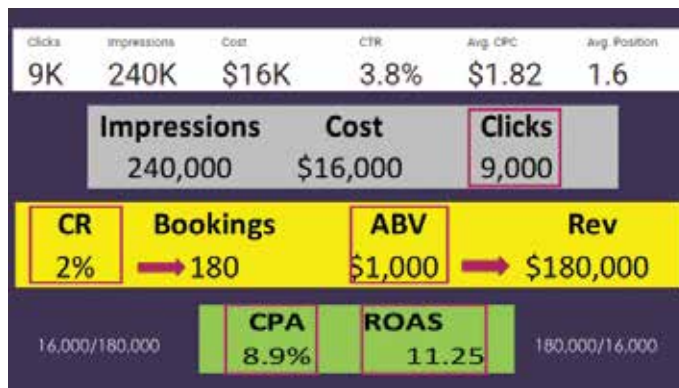 Clicks Impressions Cost CTR Avg. CPC Avg. Position
9K 240K $16K 3.8% $1.82 1.6
Impressions Cost Clicks
240,000 $16,000 9,000
CR Bookings ABV Rev
2% 180 $1,000 $180,000
CPA ROAS
16,000/180,000 8.9% 11.25 180,000/16,000